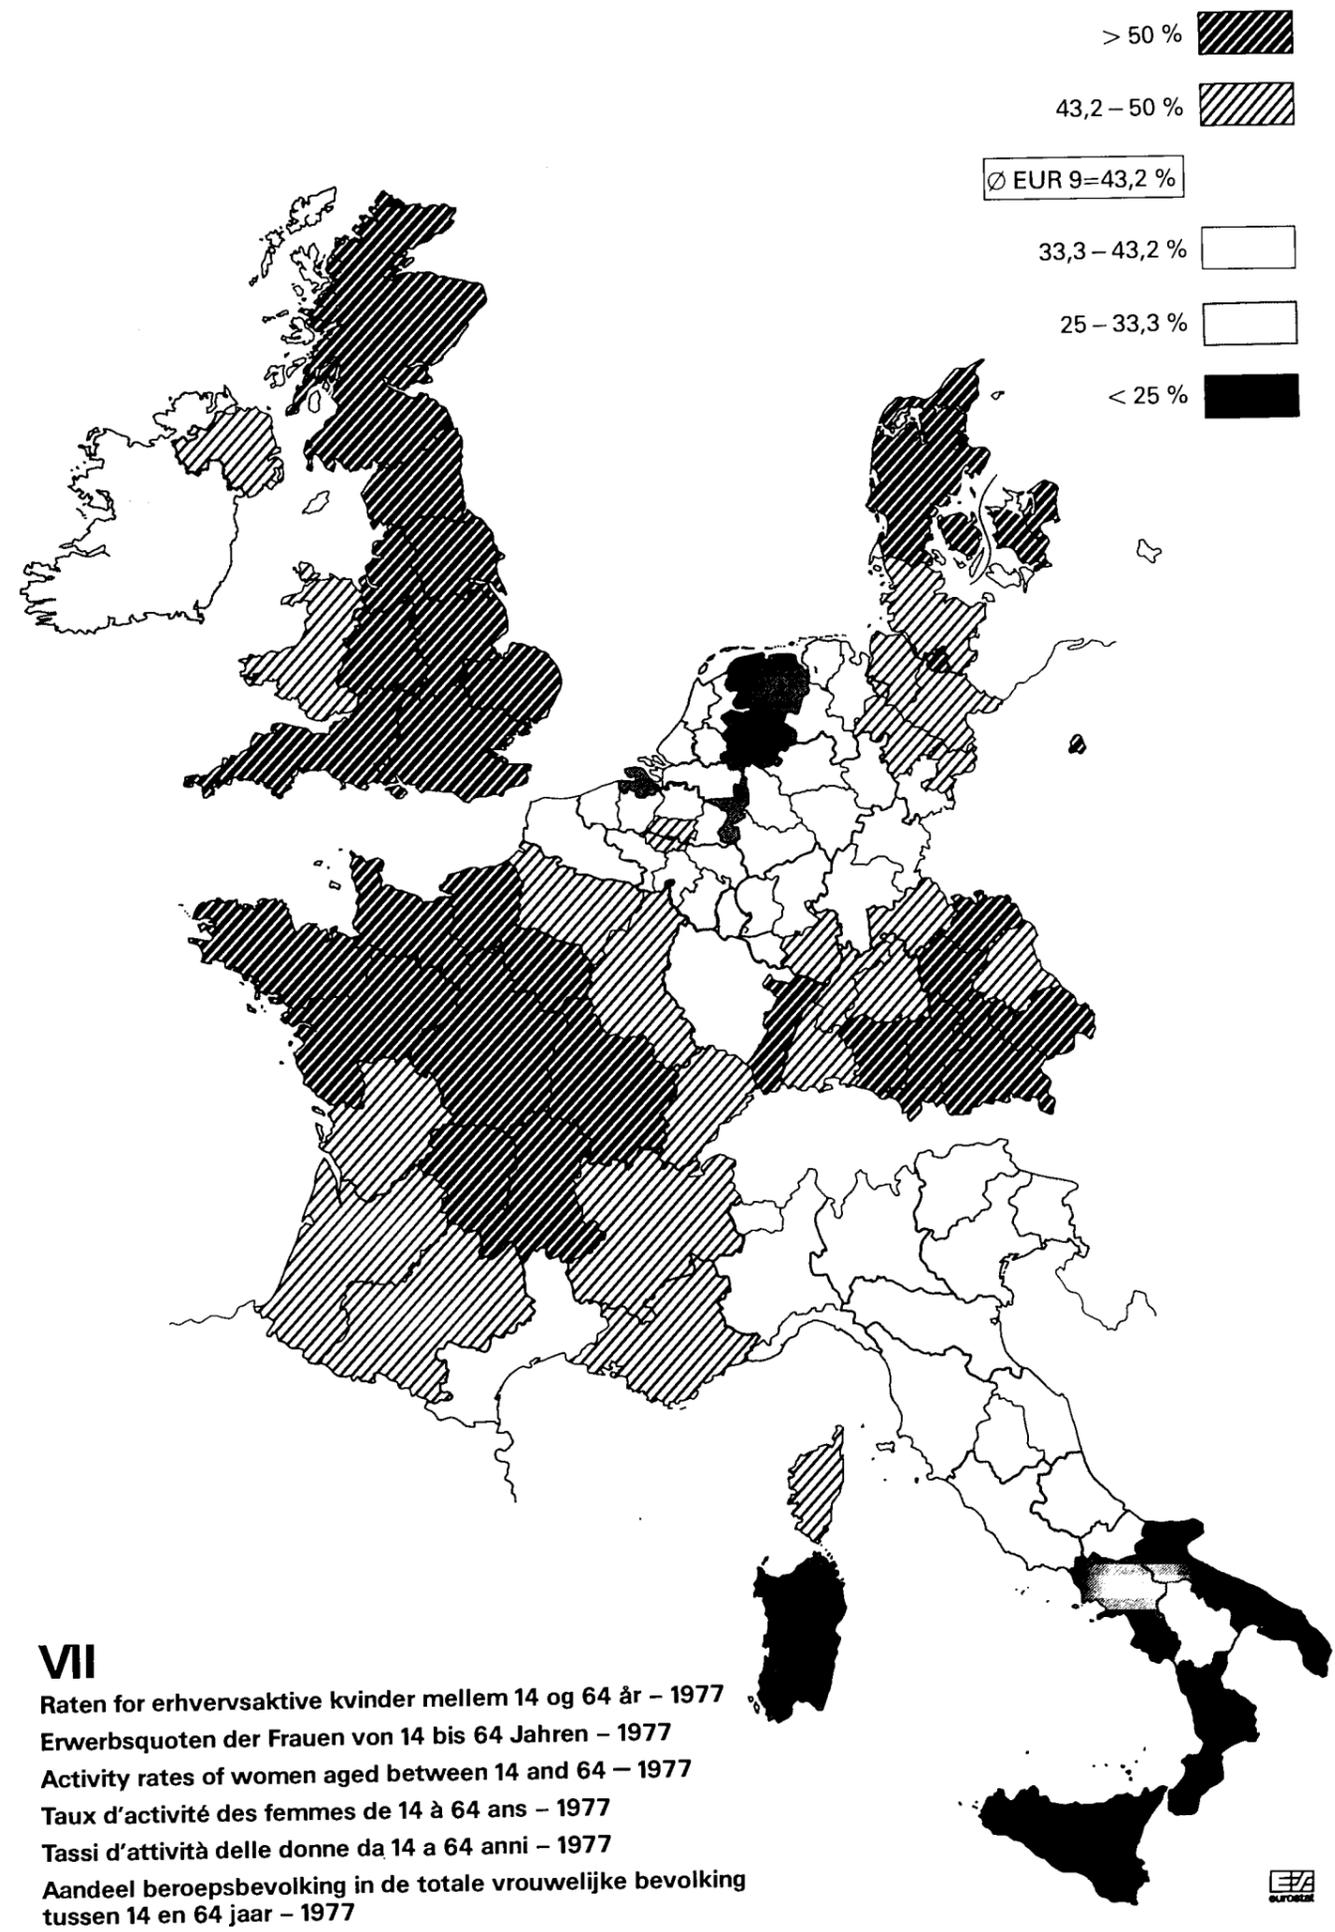 > 50 %
43,2 – 50 %
Ø EUR 9=43,2 %
33,3 – 43,2 %
25 – 33,3 %
< 25 %
VII
Raten for erhvervsaktive kvinder mellem 14 og 64 år – 1977
Erwerbsquoten der Frauen von 14 bis 64 Jahren – 1977
Activity rates of women aged between 14 and 64 – 1977
Taux d'activité des femmes de 14 à 64 ans – 1977
Tassi d'attività delle donne da 14 a 64 anni – 1977
Aandeel beroepsbevolking in de totale vrouwelijke bevolking
tussen 14 en 64 jaar – 1977
eurostat